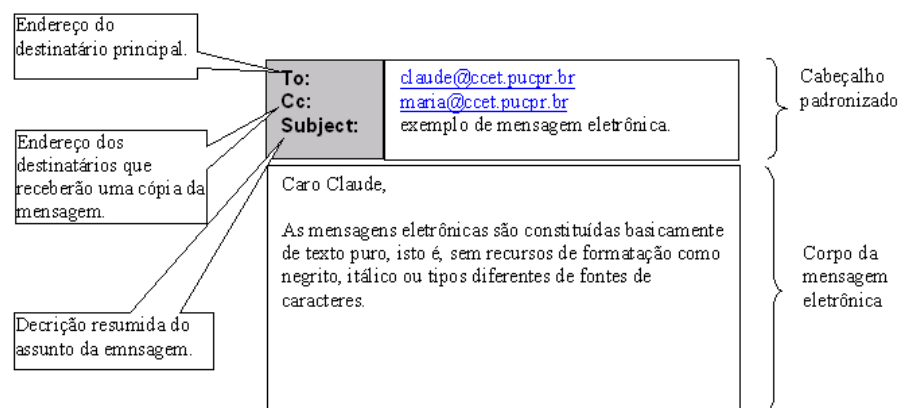 Endereço do
destinatário principal.
To:
Cc:
Subject:
claude@ccet.pucpr.br
maria@ccet.pucpr.br
exemplo de mensagem eletrônica.
Cabeçalho
padronizado
Endereço dos
destinatários que
receberão uma cópia da
mensagem.
Caro Claude,
As mensagens eletrônicas são constituídas basicamente
de texto puro, isto é, sem recursos de formatação como
negrito, itálico ou tipos diferentes de fontes de
caracteres.
Corpo da
mensagem
eletrônica
Decrição resumida do
assunto da emnsagem.